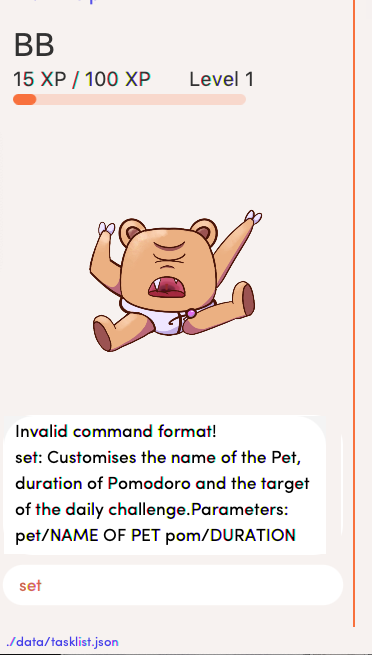 BB
15 XP / 100 XP Level 1
Invalid command format!
set: Customises the name of the Pet,
duration of Pomodoro and the target
of the daily challenge.Parameters:
pet/NAME OF PET pom/DURATION
set
./data/tasklist.json